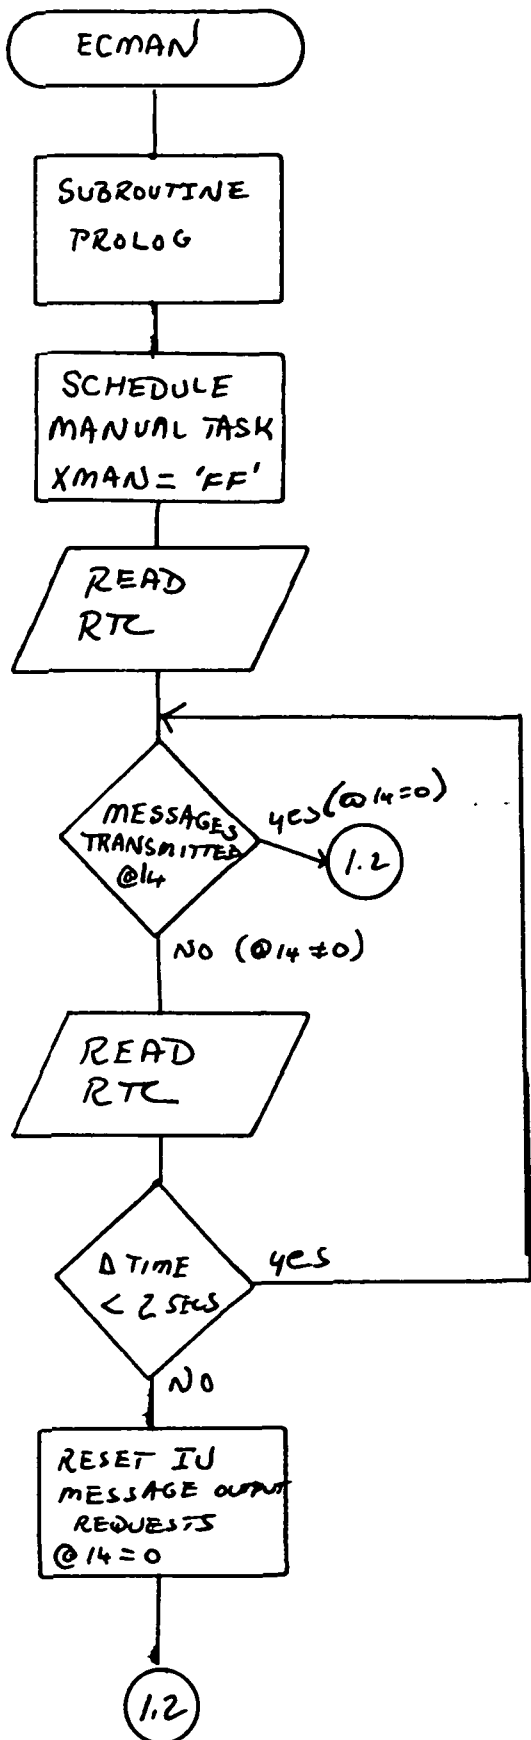 ECMAN
SUBROUTINE
PROLOG
SCHEDULE
MANUAL TASK
XMAN = 'FF'
READ
RTC
MESSAGES
TRANSMITTED
@14
yes (@14=0)
1.2
NO (@14≠0)
READ
RTC
Δ TIME
< 2 SECS
yes
NO
RESET IU
MESSAGE OUTPUT
REQUESTS
@14=0
1.2